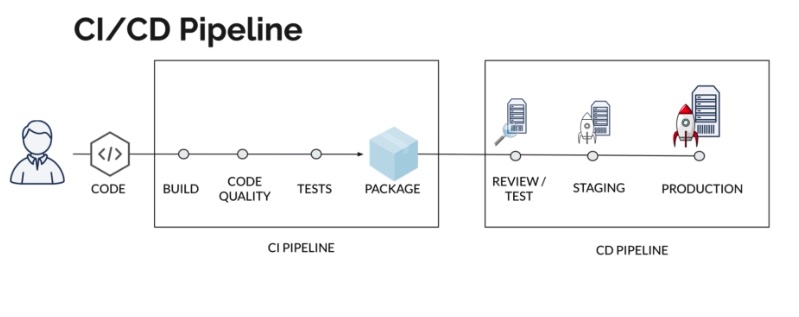 CI/CD Pipeline
</>
CODE
BUILD
CODE
QUALITY
TESTS
PACKAGE
REVIEW /
TEST
STAGING
PRODUCTION
CI PIPELINE
CD PIPELINE